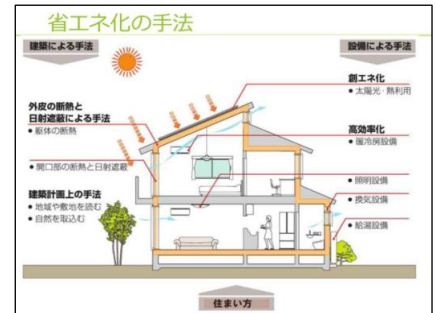 省エネ化の手法
建築による手法
設備による手法
外皮の断熱と
日射遮蔽による手法
● 躯体の断熱
● 開口部の断熱と日射遮蔽
建築計画上の手法
● 地域や敷地を読む
● 自然を取込む
創エネ化
● 太陽光・熱利用
高効率化
● 暖冷房設備
● 照明設備
● 換気設備
● 給湯設備
住まい方